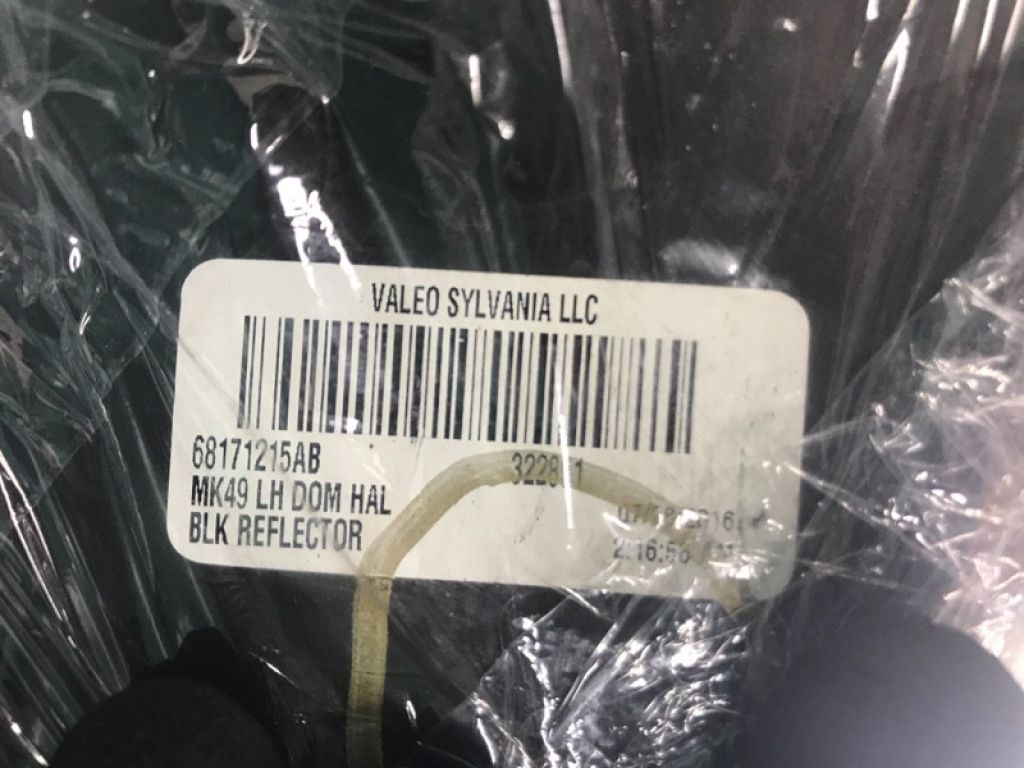 VALEO SYLVANIA LLC
68171215AB
MK49 LH DOM HAL
BLK REFLECTOR